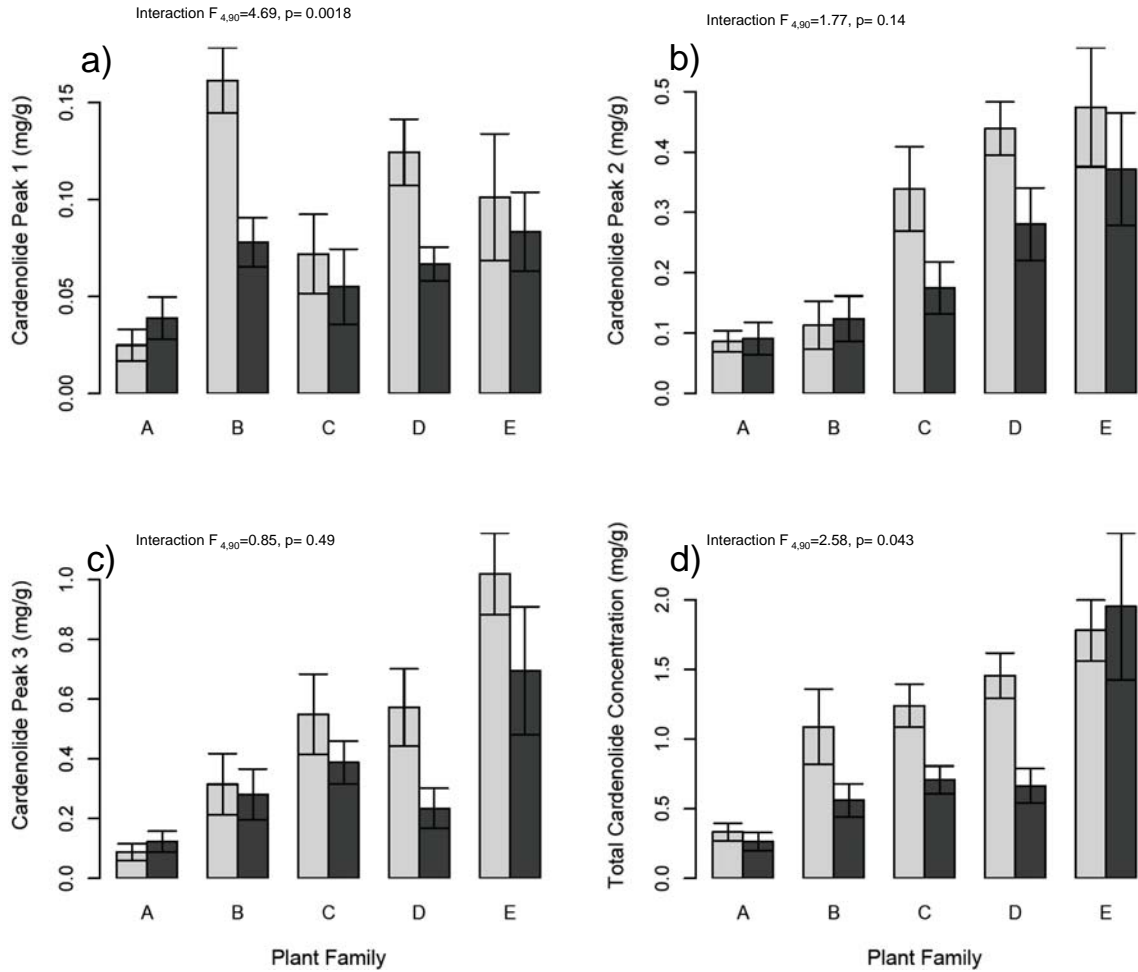 Interaction F 4,90=4.69, p= 0.0018
a)
Cardenolide Peak 1 (mg/g)
0.15
0.10
0.05
0.00
A B C D E
Interaction F 4,90=1.77, p= 0.14
b)
Cardenolide Peak 2 (mg/g)
0.5
0.4
0.3
0.2
0.1
0.0
A B C D E
Interaction F 4,90=0.85, p= 0.49
c)
Cardenolide Peak 3 (mg/g)
1.0
0.8
0.6
0.4
0.2
0.0
A B C D E
Plant Family
Interaction F 4,90=2.58, p= 0.043
d)
Total Cardenolide Concentration (mg/g)
2.0
1.5
1.0
0.5
0.0
A B C D E
Plant Family